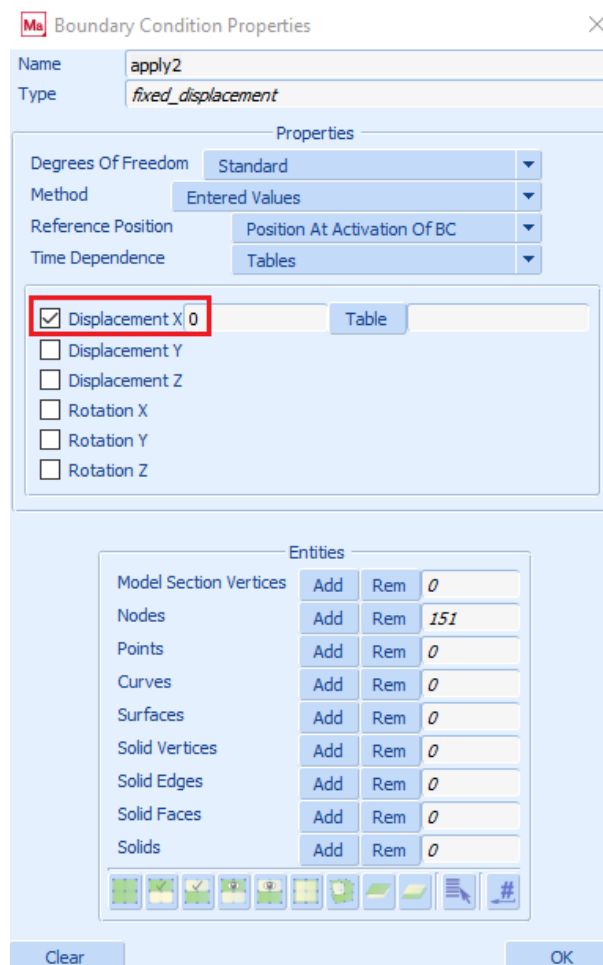 Ma Boundary Condition Properties
Name apply2
Type fixed_displacement
Properties
Degrees Of Freedom Standard
Method Entered Values
Reference Position Position At Activation Of BC
Time Dependence Tables
Displacement X 0 Table
Displacement Y
Displacement Z
Rotation X
Rotation Y
Rotation Z
Entities
Model Section Vertices Add Rem 0
Nodes Add Rem 151
Points Add Rem 0
Curves Add Rem 0
Surfaces Add Rem 0
Solid Vertices Add Rem 0
Solid Edges Add Rem 0
Solid Faces Add Rem 0
Solids Add Rem 0
#
Clear OK